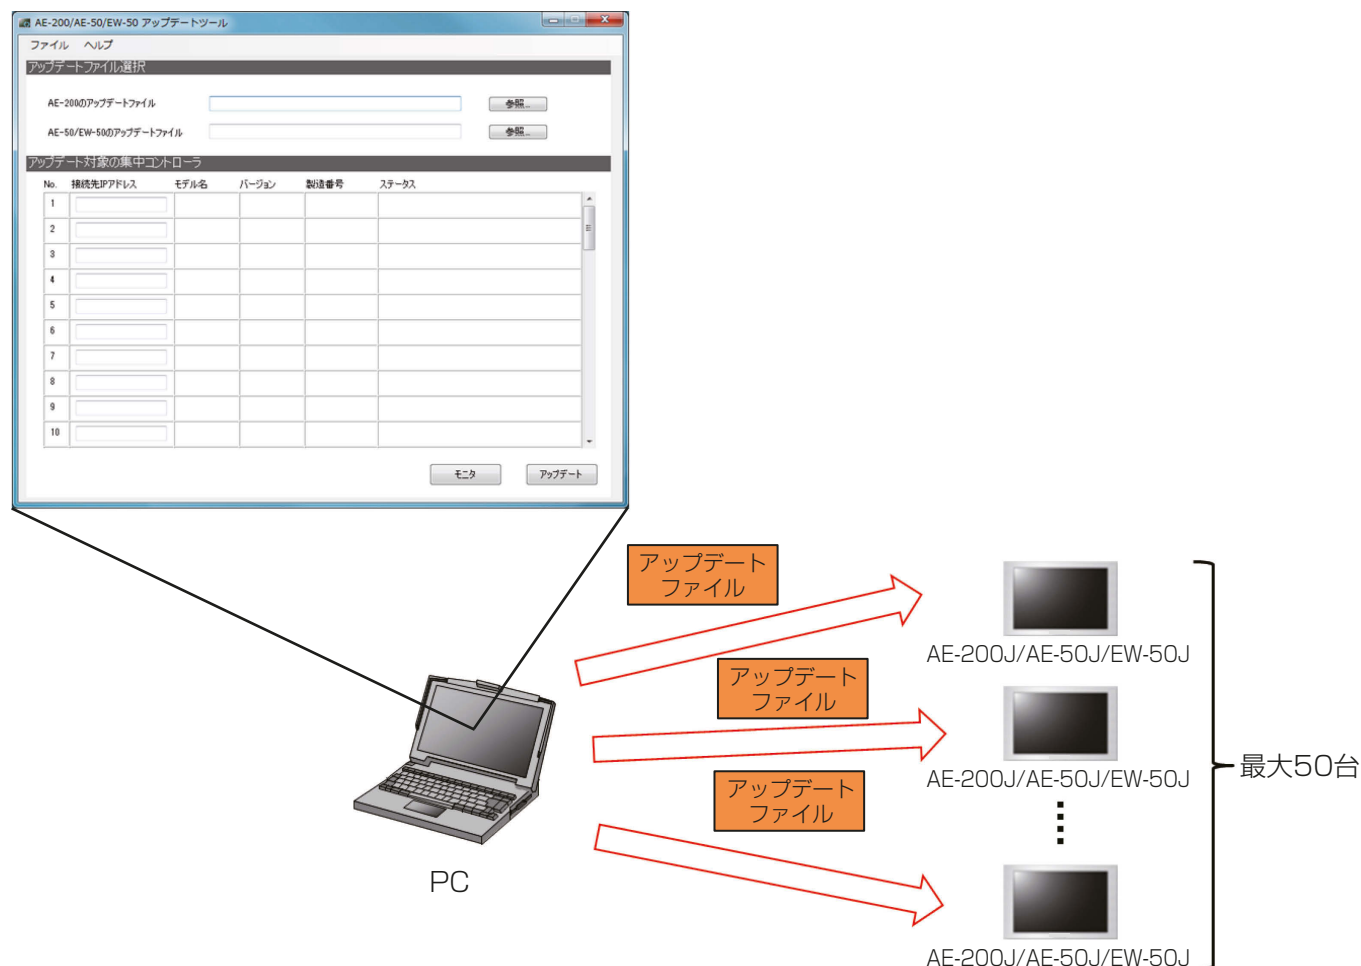 AE-200/AE-50/EW-50 アップデートツール
ファイル ヘルプ
アップデートファイル選択
AE-200のアップデートファイル 参照...
AE-50/EW-50のアップデートファイル 参照...
アップデート対象の集中コントローラ
No. 接続先IPアドレス モデル名 バージョン 製造番号 ステータス
1
2
3
4
5
6
7
8
9
10
モニタ アップデート
アップデート
ファイル
AE-200J/AE-50J/EW-50J
アップデート
ファイル
AE-200J/AE-50J/EW-50J
最大50台
アップデート
ファイル
PC
AE-200J/AE-50J/EW-50J